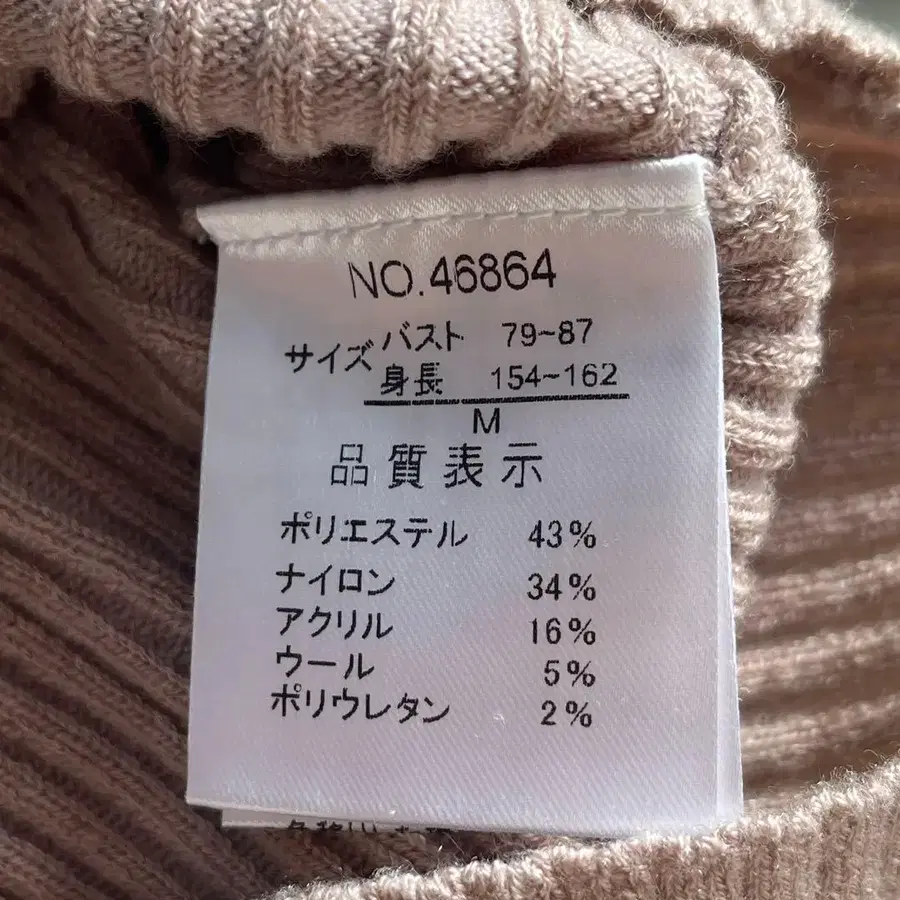 NO.46864
サイズ バスト 79~87
身長 154~162
M
品質表示
ポリエステル 43%
ナイロン 34%
アクリル 16%
ウール 5%
ポリウレタン 2%